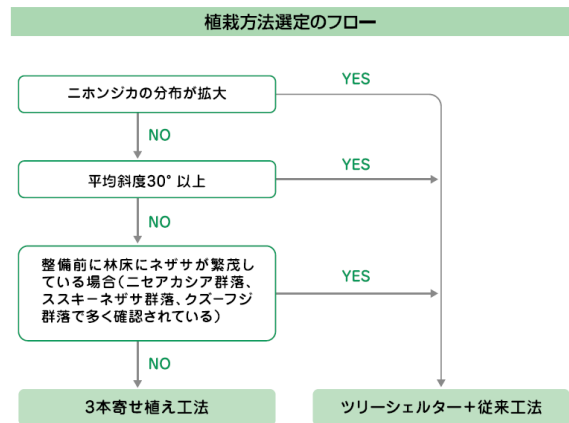 植栽方法選定のフロー
ニホンジカの分布が拡大
YES
NO
平均斜度30°以上
YES
NO
整備前に林床にネザサが繁茂し
ている場合(ニセアカシア群落、
ススキーネザサ群落、クズーフジ
群落で多く確認されている)
YES
NO
3本寄せ植え工法
ツリーシェルター+従来工法